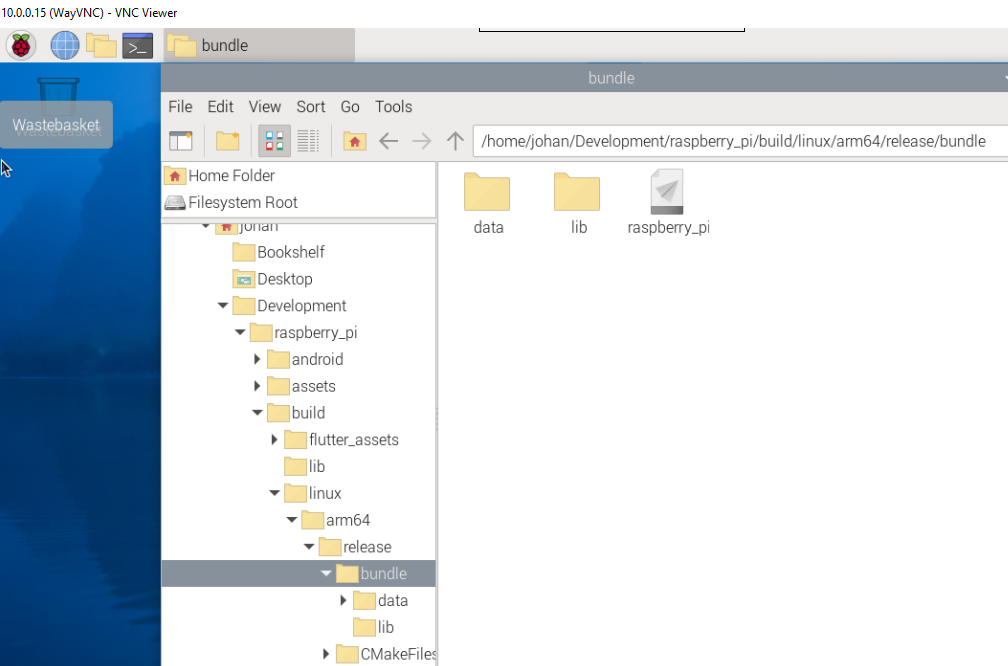 10.0.0.15 (WayVNC) - VNC Viewer
bundle
bundle
Wastebasket
File Edit View Sort Go Tools
/home/johan/Development/raspberry_pi/build/linux/arm64/release/bundle
Home Folder
Filesystem Root
johan
Bookshelf
Desktop
Development
raspberry_pi
android
assets
build
flutter_assets
lib
linux
arm64
release
bundle
data
lib
CMakeFiles
data lib raspberry_pi